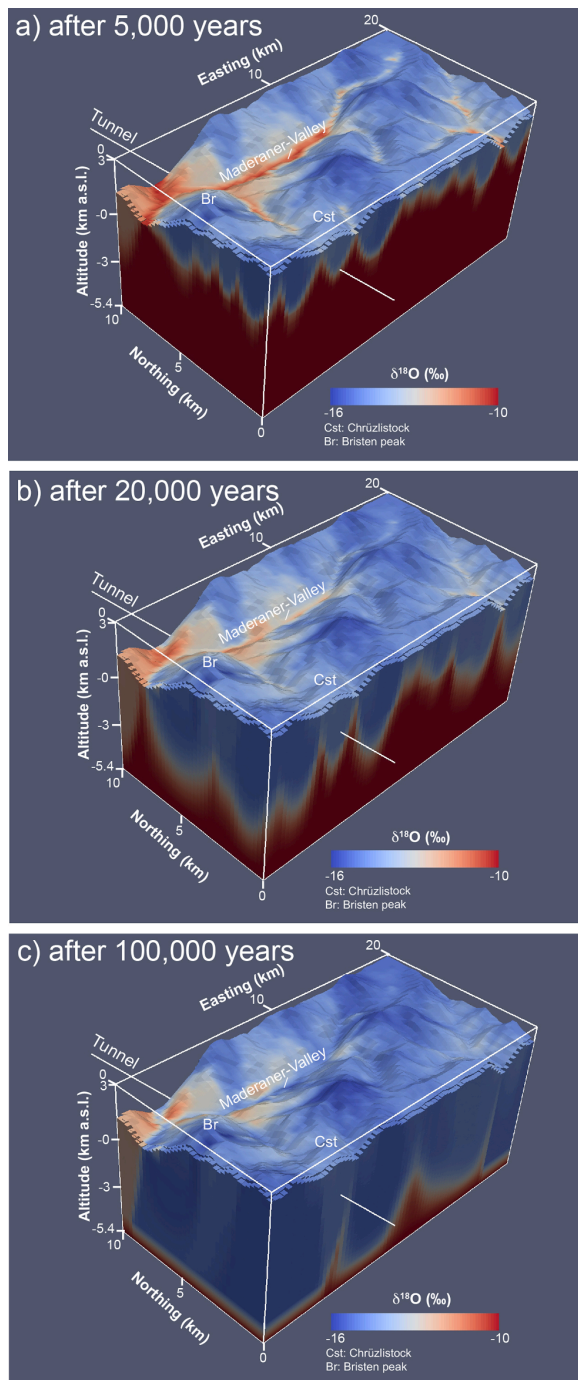 a) after 5,000 years
20
Easting (km)
10
Tunnel
0
3
Maderaner-Valley
Br
Cst
-0
Altitude (km a.s.l.)
-3
-5.4
10
5
Northing (km)
0
δ18O (‰)
-16
-10
Cst: Chrüzlistock
Br: Bristen peak
b) after 20,000 years
20
Easting (km)
10
Tunnel
0
3
Maderaner-Valley
Br
Cst
-0
Altitude (km a.s.l.)
-3
-5.4
10
5
Northing (km)
0
δ18O (‰)
-16
-10
Cst: Chrüzlistock
Br: Bristen peak
c) after 100,000 years
20
Easting (km)
10
Tunnel
0
3
Maderaner-Valley
Br
Cst
-0
Altitude (km a.s.l.)
-3
-5.4
10
5
Northing (km)
0
δ18O (‰)
-16
-10
Cst: Chrüzlistock
Br: Bristen peak